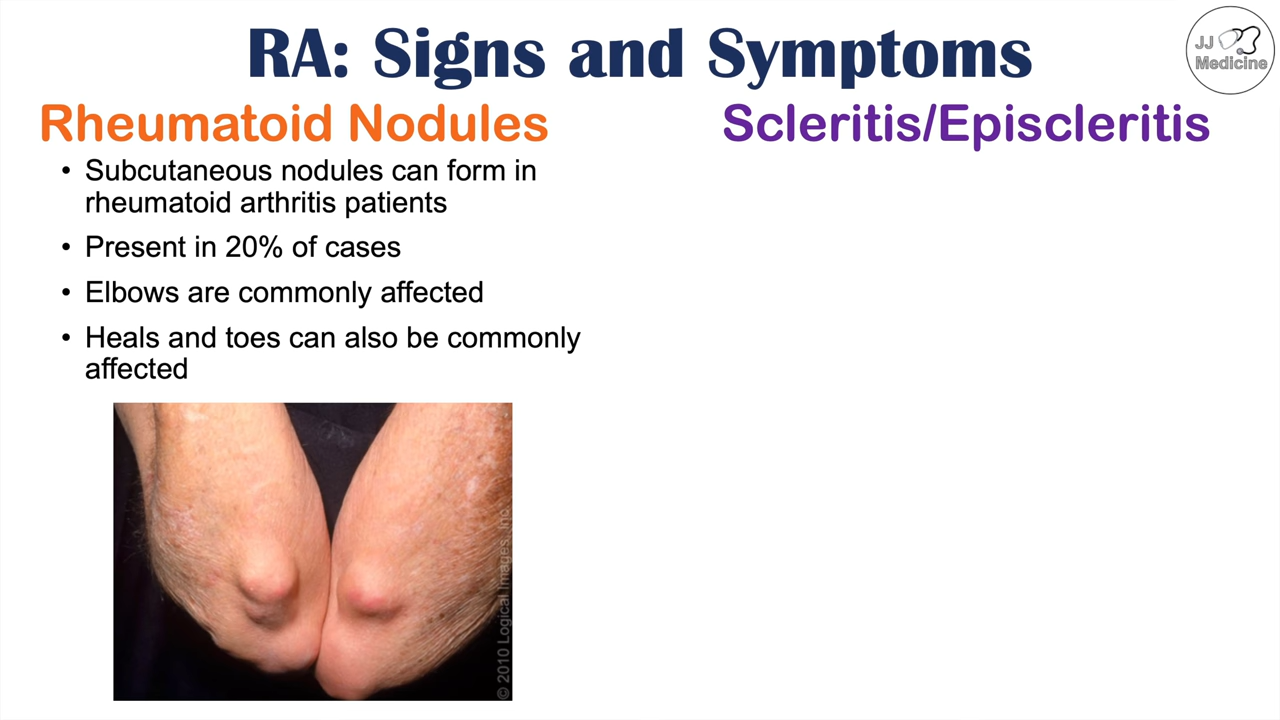 RA: Signs and Symptoms
JJ
Medicine
Rheumatoid Nodules
• Subcutaneous nodules can form in
rheumatoid arthritis patients
• Present in 20% of cases
• Elbows are commonly affected
• Heals and toes can also be commonly
affected
© 2010 Logical Images, Inc.
Scleritis/Episcleritis